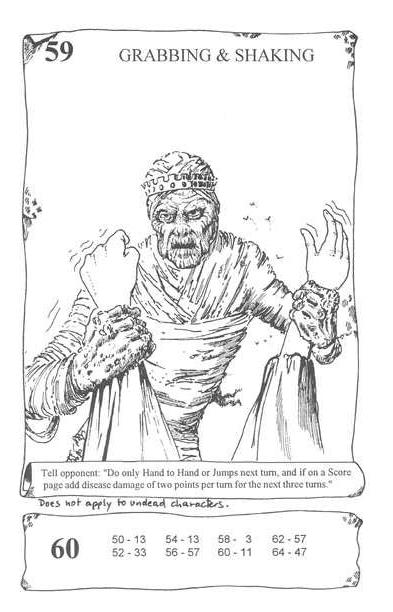 59 GRABBING & SHAKING
Tell opponent: "Do only Hand to Hand or Jumps next turn, and if on a Score
page add disease damage of two points per turn for the next three turns."
Does not apply to undead characters.
60
50 - 13 54 - 13 58 - 3 62 - 57
52 - 33 56 - 57 60 - 11 64 - 47